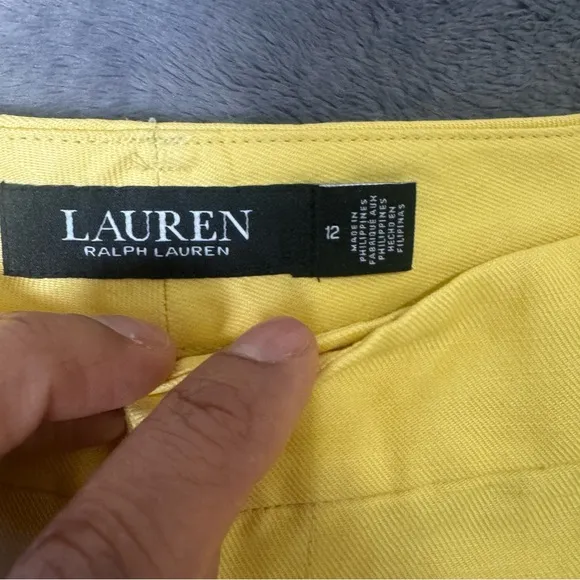 LAUREN
RALPH LAUREN
12
MADE IN
PHILIPPINES
FABRIQUÉ AUX
PHILIPPINES
HECHO EN
FILIPINAS